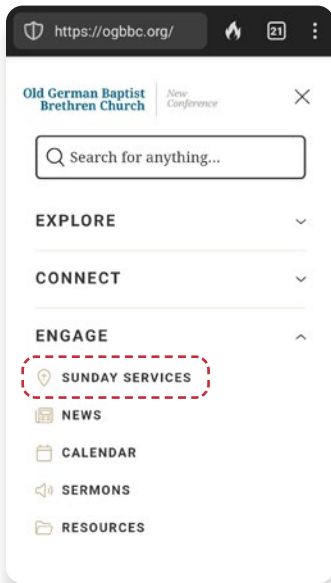 https://ogbbc.org/
21
Old German Baptist
Brethren Church
New
Conference
Search for anything...
EXPLORE
CONNECT
ENGAGE
SUNDAY SERVICES
NEWS
CALENDAR
SERMONS
RESOURCES